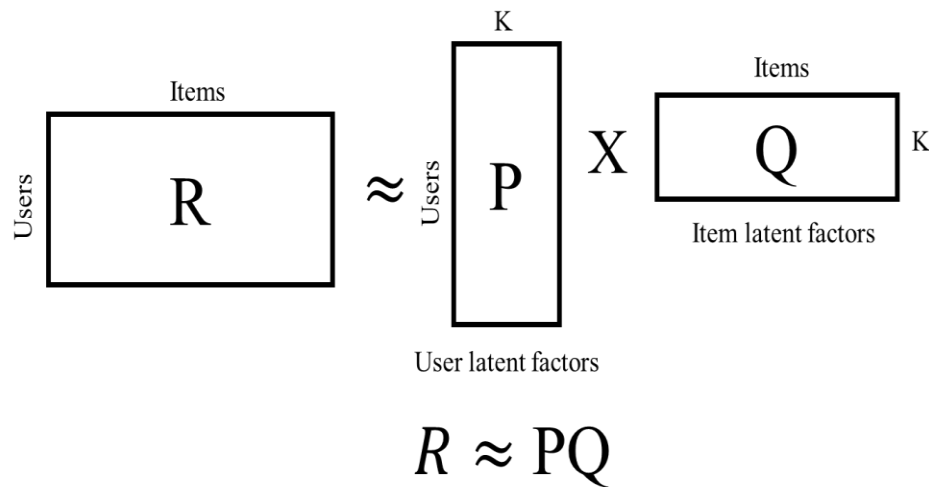 K
Items
Items
Users
R
≈
Users
P
X
Q
K
Item latent factors
User latent factors
R ≈ PQ